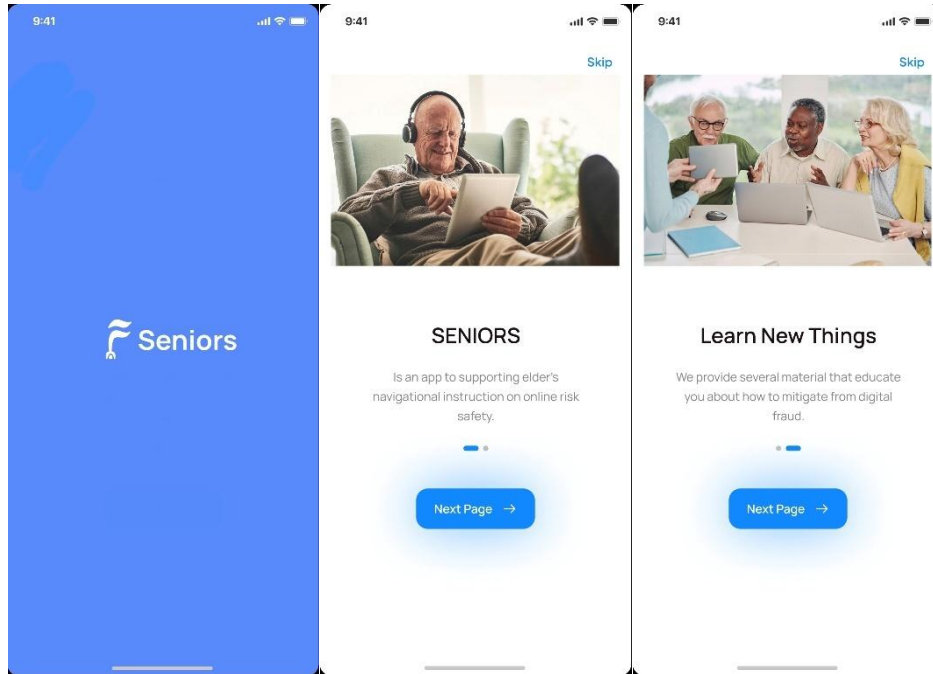 9:41
Seniors
9:41
Skip
SENIORS
Is an app to supporting elder's
navigational instruction on online risk
safety.
Next Page →
9:41
Skip
Learn New Things
We provide several material that educate
you about how to mitigate from digital
fraud.
Next Page →